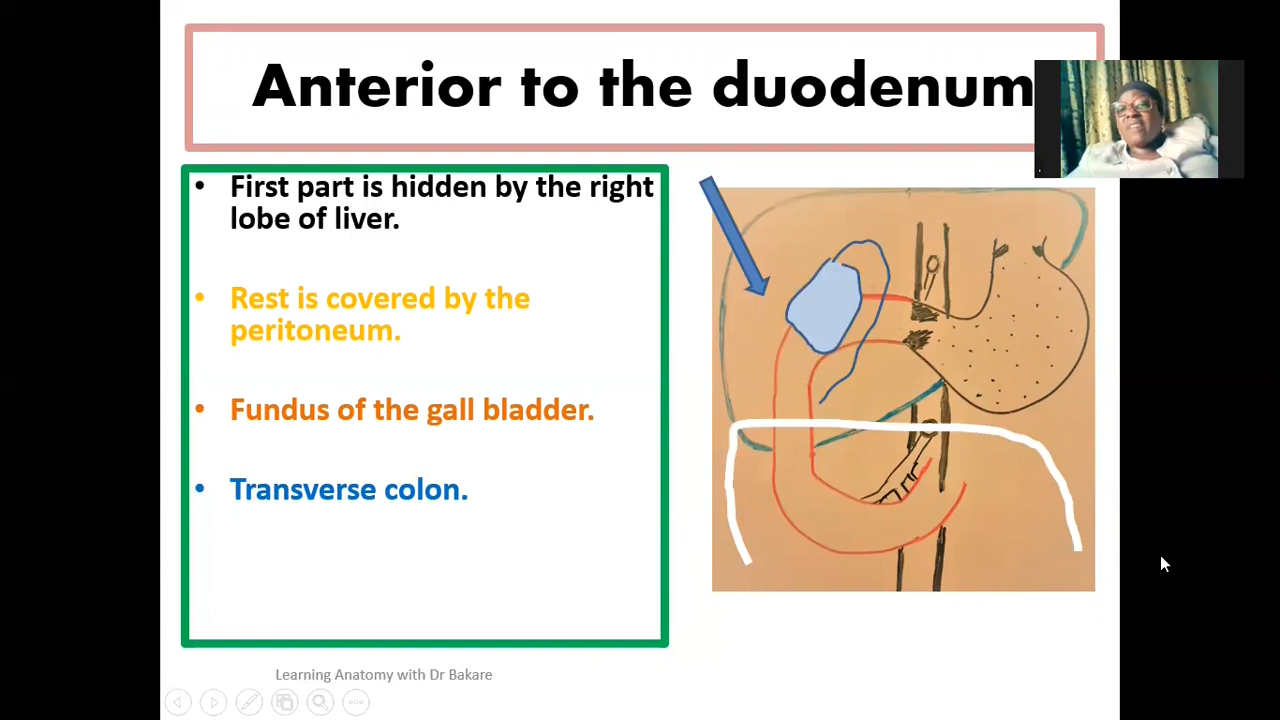 Anterior to the duodenum
• First part is hidden by the right
lobe of liver.
• Rest is covered by the
peritoneum.
• Fundus of the gall bladder.
• Transverse colon.
Learning Anatomy with Dr Bakare